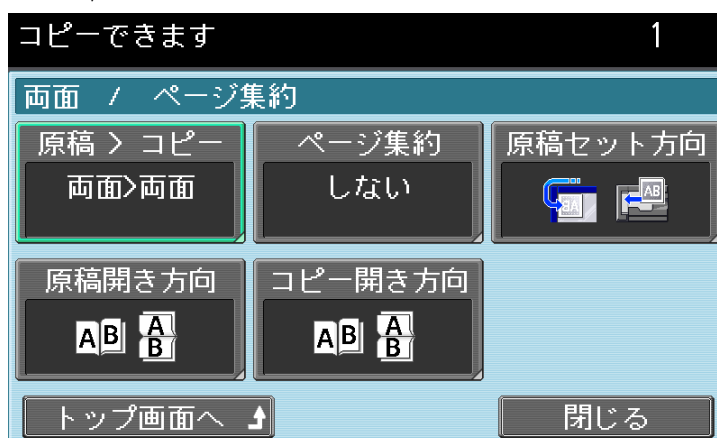 コピーできます 1
両面 / ページ集約
原稿 > コピー
両面>両面
ページ集約
しない
原稿セット方向
AB AB
原稿開き方向
AB A
B
コピー開き方向
AB A
B
トップ画面へ
閉じる